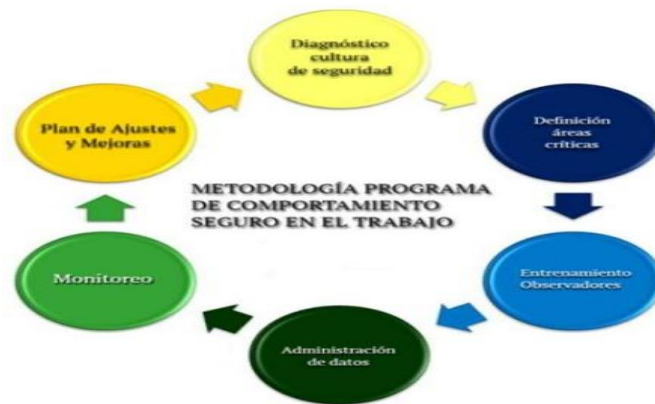 Diagnóstico
cultura
de seguridad
Definición
áreas
críticas
Entrenamiento
Observadores
Administración
de datos
Monitoreo
Plan de Ajustes
y Mejoras
METODOLOGÍA PROGRAMA
DE COMPORTAMIENTO
SEGURO EN EL TRABAJO